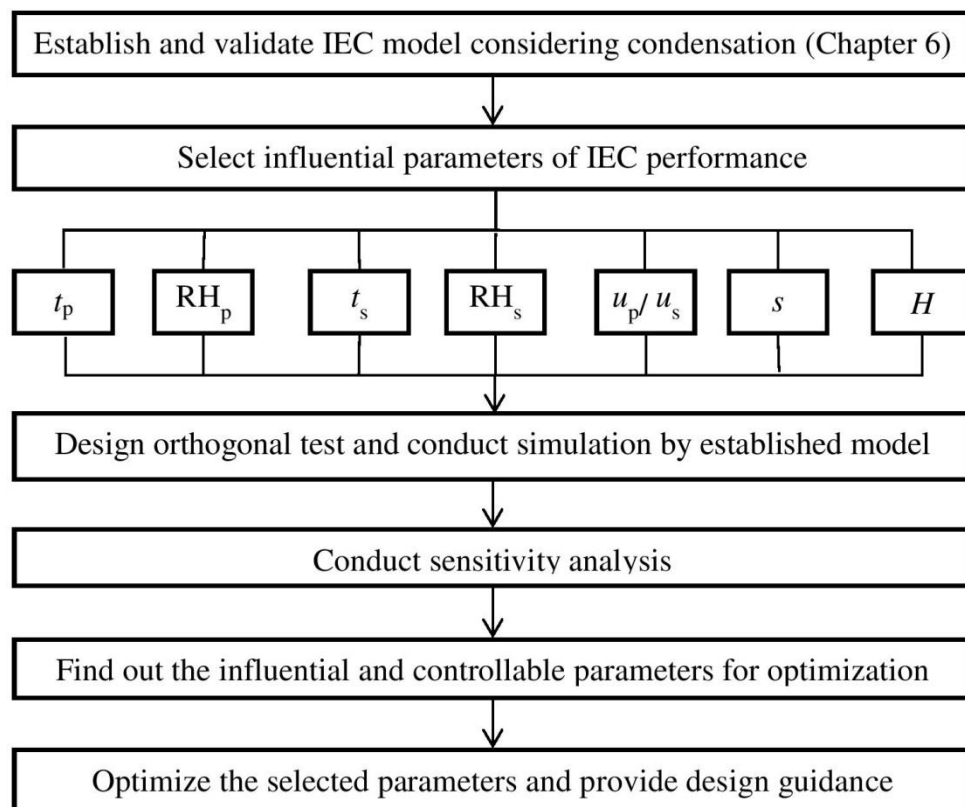 Establish and validate IEC model considering condensation (Chapter 6)
Select influential parameters of IEC performance
tp RHp ts RHs up/ us s H
Design orthogonal test and conduct simulation by established model
Conduct sensitivity analysis
Find out the influential and controllable parameters for optimization
Optimize the selected parameters and provide design guidance